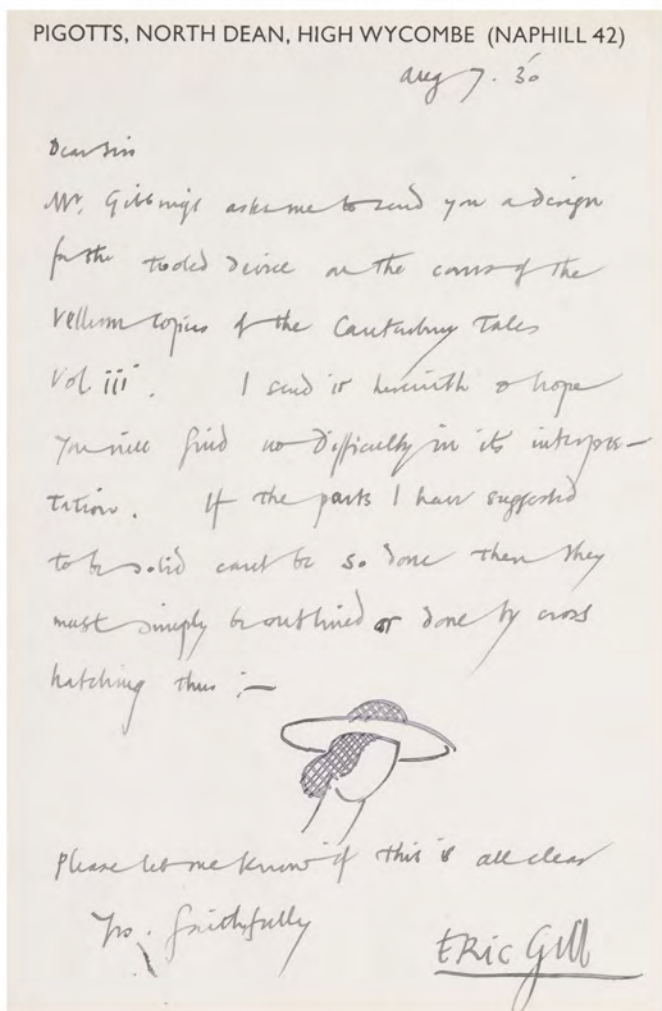 PIGOTTS, NORTH DEAN, HIGH WYCOMBE (NAPHILL 42)
Aug 7. 30
Dear Sirs
Mr. Gibbings asks me to send you a design
for the tooled device on the covers of the
vellum copies of the Canterbury Tales
Vol. iii. I send it herewith & hope
you will find no difficulty in its interpre-
tation. If the parts I have suggested
to be solid can't be so done then they
must simply be outlined or done by cross
hatching thus :—
Please let me know if this is all clear
Yrs. faithfully
ERIC Gill